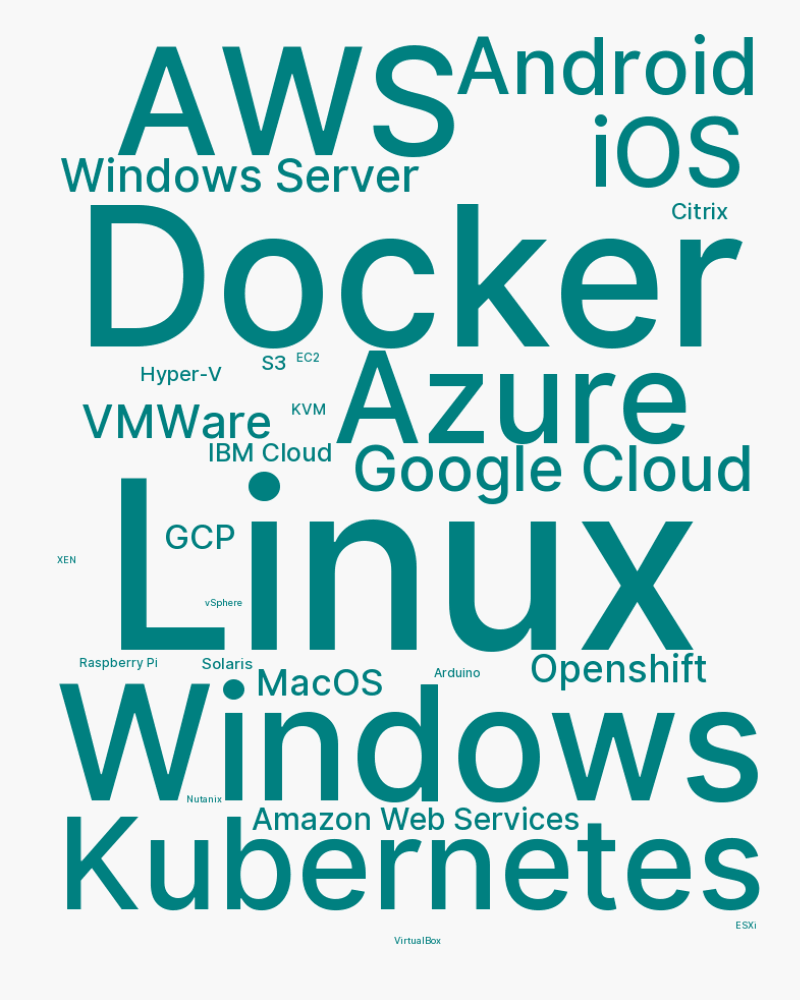 AWS
Android
iOS
Windows Server
Citrix
Docker
S3
EC2
Hyper-V
Azure
KVM
VMWare
IBM Cloud
Google Cloud
Linux
GCP
XEN
vSphere
Raspberry Pi
Solaris
MacOS
Arduino
Openshift
Windows
Nutanix
Amazon Web Services
Kubernetes
ESXi
VirtualBox